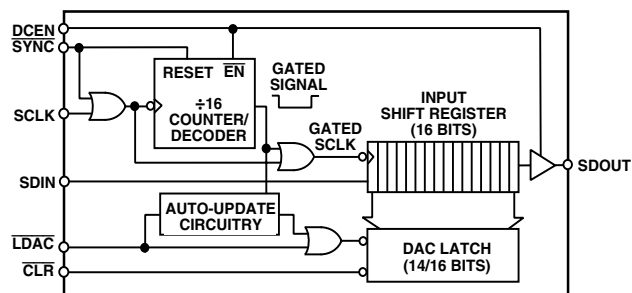 DCEN
SYNC
SCLK
SDIN
LDAC
CLR
RESET EN
÷16
COUNTER/
DECODER
GATED
SIGNAL
GATED
SCLK
INPUT
SHIFT REGISTER
(16 BITS)
SDOUT
AUTO-UPDATE
CIRCUITRY
DAC LATCH
(14/16 BITS)